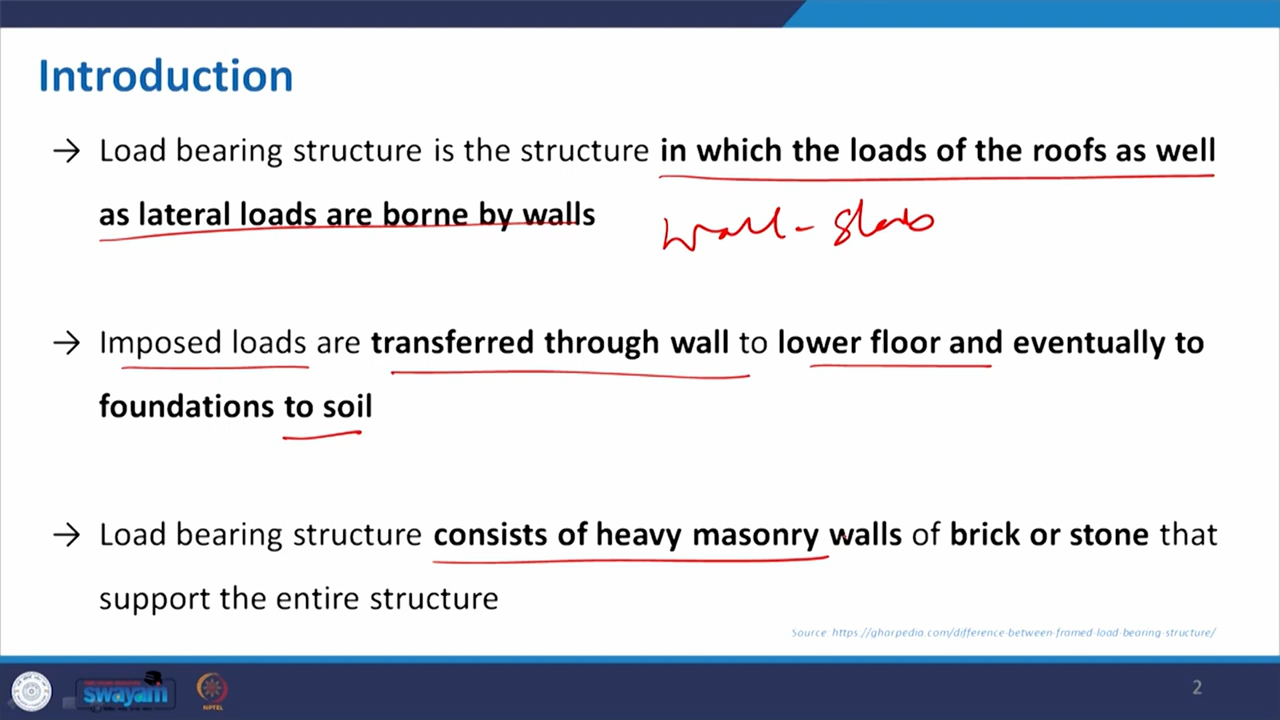 Introduction
→ Load bearing structure is the structure in which the loads of the roofs as well
as lateral loads are borne by walls
Wall - Slab
→ Imposed loads are transferred through wall to lower floor and eventually to
foundations to soil
→ Load bearing structure consists of heavy masonry walls of brick or stone that
support the entire structure
Source: https://gharpedia.com/difference-between-framed-load-bearing-structure/
swayam
NPTEL
2